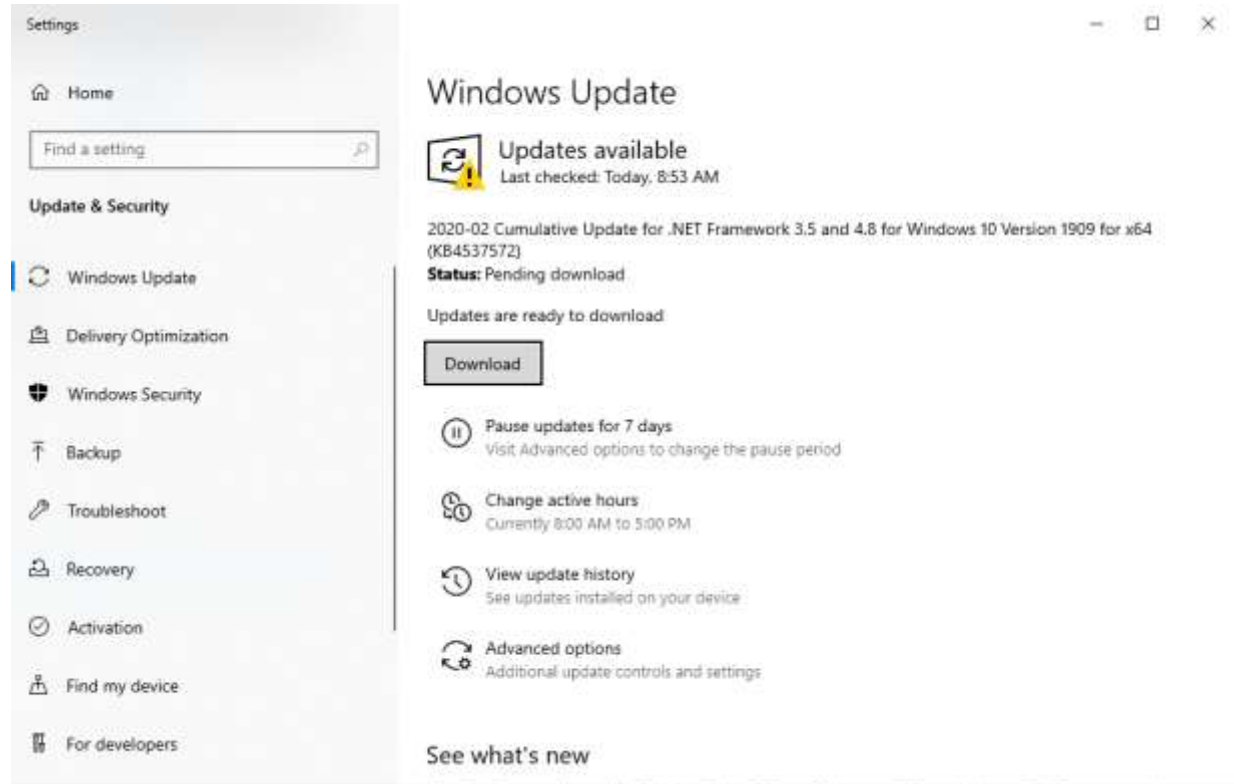 Settings
Home
Find a setting
Update & Security
Windows Update
Delivery Optimization
Windows Security
Backup
Troubleshoot
Recovery
Activation
Find my device
For developers
Windows Update
Updates available
Last checked: Today, 8:53 AM
2020-02 Cumulative Update for .NET Framework 3.5 and 4.8 for Windows 10 Version 1909 for x64
(KB4537572)
Status: Pending download
Updates are ready to download
Download
Pause updates for 7 days
Visit Advanced options to change the pause period
Change active hours
Currently 8:00 AM to 5:00 PM
View update history
See updates installed on your device
Advanced options
Additional update controls and settings
See what's new